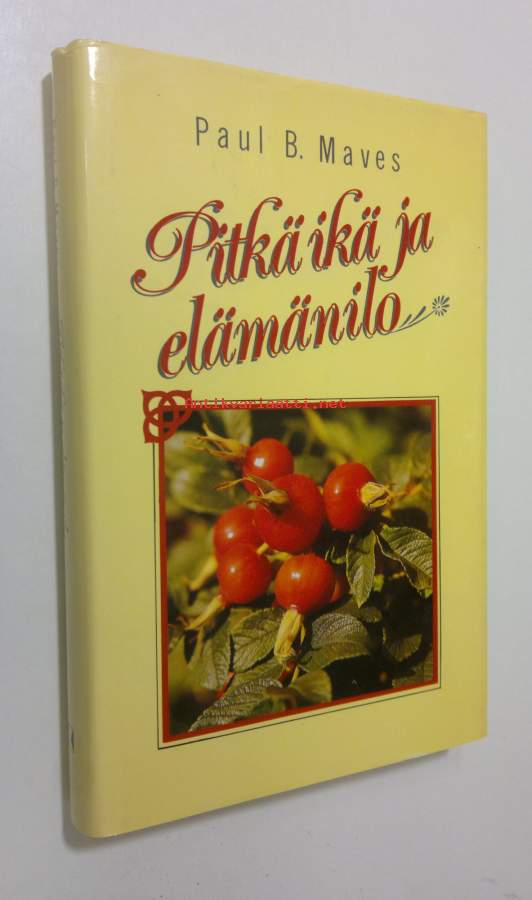 Paul B. Maves
Pitkä ikä ja
elämänilo
antikvariaatti.net